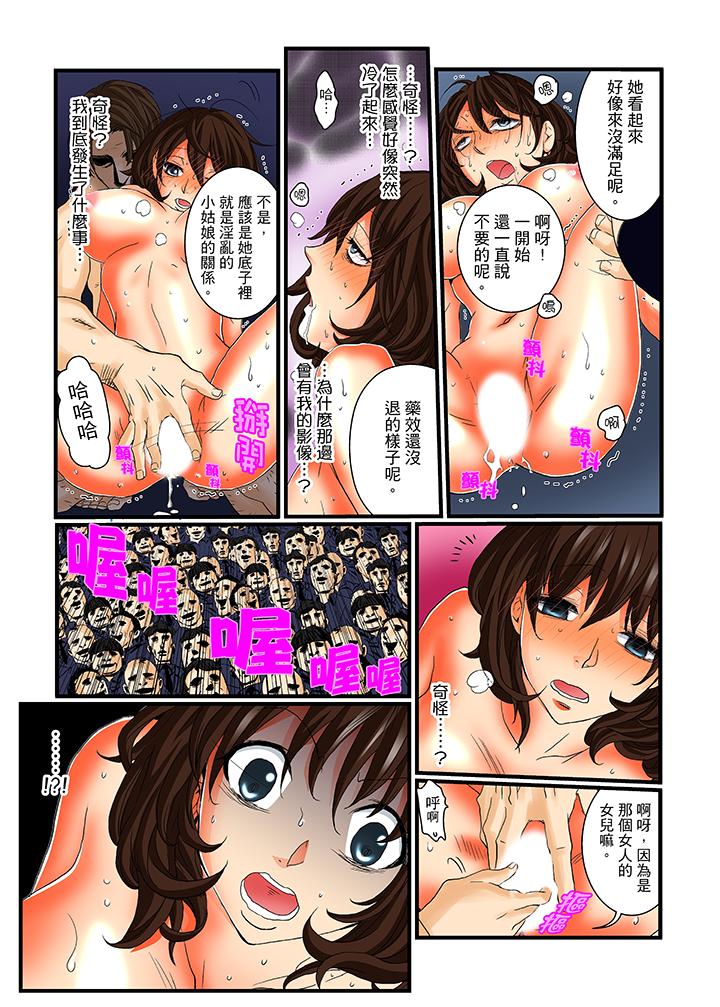 她看起來
好像來沒滿足呢。
嗯
啊呀！
一開始
還一直說
不要的呢。
嗯
顫抖
啊
顫抖
顫抖
…奇怪……？
怎麼感覺好像突然
冷了起來…
哈…
嗯
藥效還沒
退的樣子呢。
…為什麼那邊
會有我的影像…？
奇怪？
我到底發生了什麼事…
不是，
應該是她底子裡
就是淫亂的
小姑娘的關係。
掰開
哈哈哈
顫抖
顫抖
奇怪……？
喔
喔
喔
喔
喔
啊呀，因為是
那個女人的
女兒嘛。
呼啊。
摳
摳
……
!?!